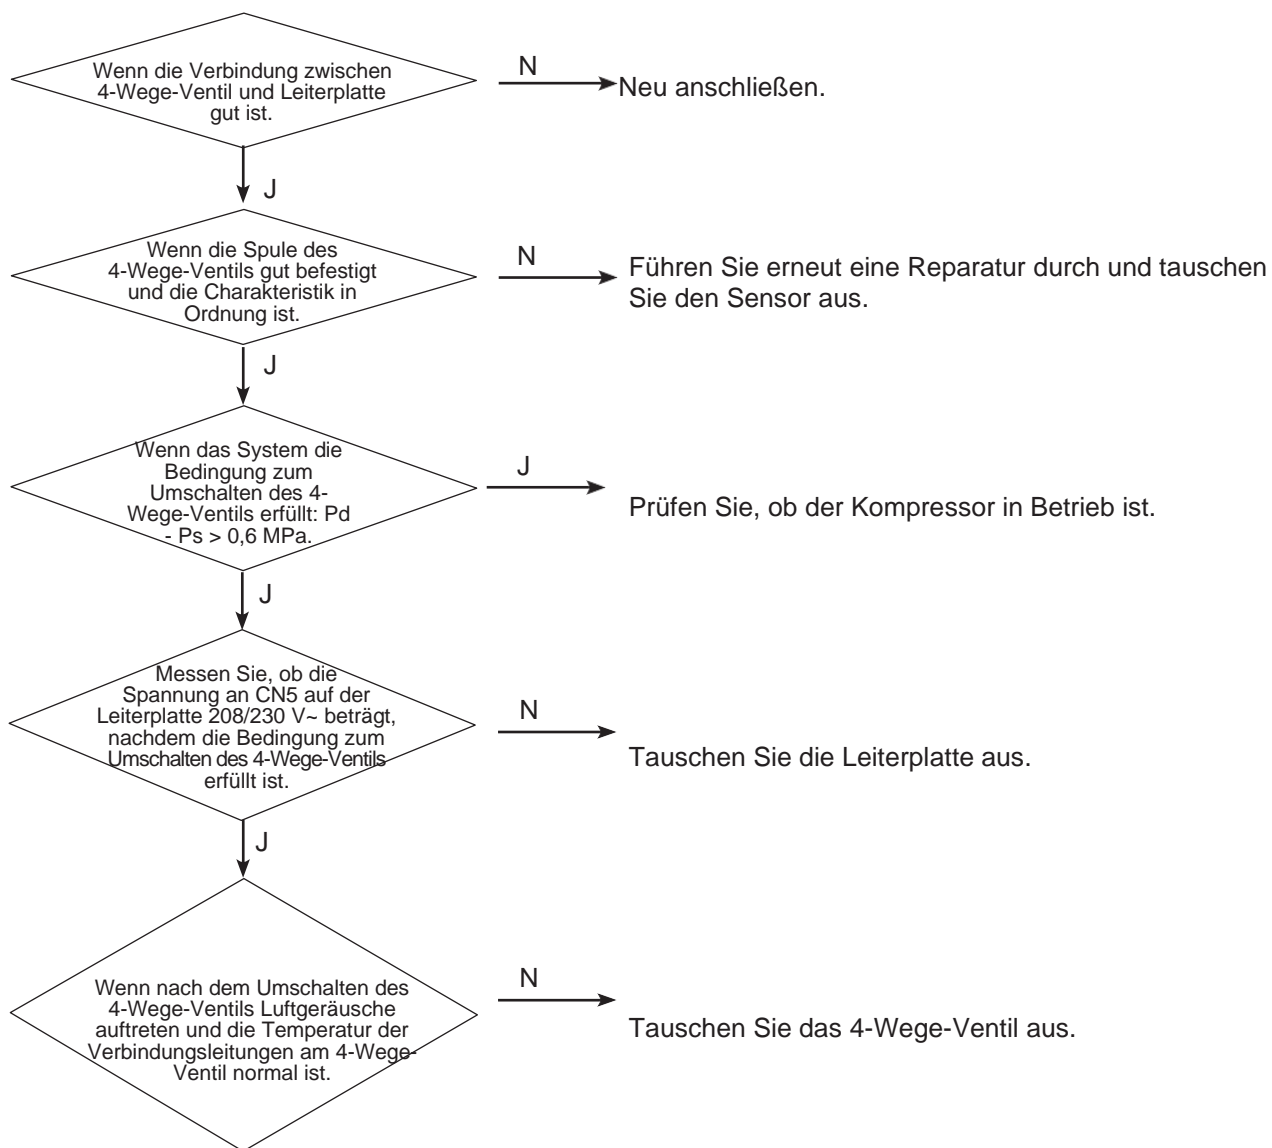 Wenn die Verbindung zwischen
4-Wege-Ventil und Leiterplatte
gut ist.
N
Neu anschließen.
J
Wenn die Spule des
4-Wege-Ventils gut befestigt
und die Charakteristik in
Ordnung ist.
N
Führen Sie erneut eine Reparatur durch und tauschen
Sie den Sensor aus.
J
Wenn das System die
Bedingung zum
Umschalten des 4-
Wege-Ventils erfüllt: Pd
- Ps > 0,6 MPa.
J
Prüfen Sie, ob der Kompressor in Betrieb ist.
J
Messen Sie, ob die
Spannung an CN5 auf der
Leiterplatte 208/230 V~ beträgt,
nachdem die Bedingung zum
Umschalten des 4-Wege-Ventils
erfüllt ist.
N
Tauschen Sie die Leiterplatte aus.
J
Wenn nach dem Umschalten des
4-Wege-Ventils Luftgeräusche
auftreten und die Temperatur der
Verbindungsleitungen am 4-Wege-
Ventil normal ist.
N
Tauschen Sie das 4-Wege-Ventil aus.